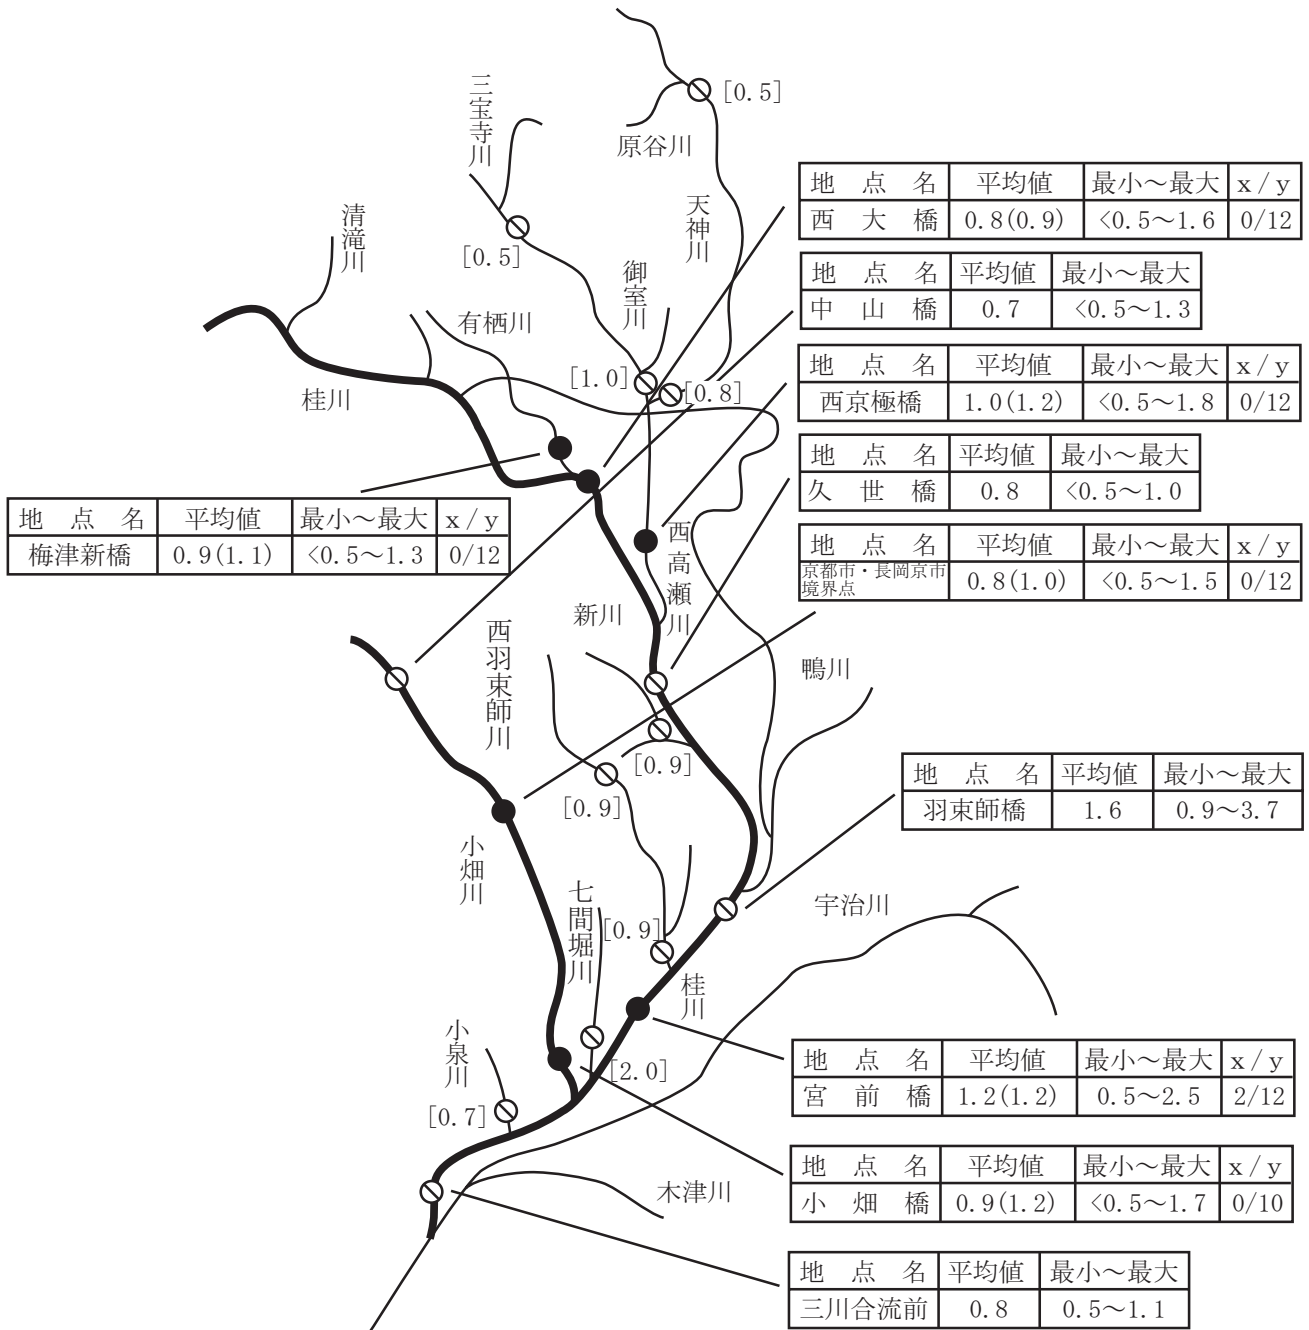 [0.5]
三宝寺川
原谷川
天神川
[0.5]
清滝川
御室川
有栖川
桂川
[1.0]
[0.8]
地点名 平均値 最小～最大 x/y
西大橋 0.8(0.9) <0.5～1.6 0/12
地点名 平均値 最小～最大
中山橋 0.7 <0.5～1.3
地点名 平均値 最小～最大 x/y
西京極橋 1.0(1.2) <0.5～1.8 0/12
地点名 平均値 最小～最大
久世橋 0.8 <0.5～1.0
地点名 平均値 最小～最大 x/y
梅津新橋 0.9(1.1) <0.5～1.3 0/12
地点名 平均値 最小～最大 x/y
京都市・長岡京市
境界点 0.8(1.0) <0.5～1.5 0/12
西高瀬川
新川
西羽束師川
鴨川
[0.9]
[0.9]
地点名 平均値 最小～最大
羽束師橋 1.6 0.9～3.7
小畑川
七間堀川
宇治川
[0.9]
桂川
小泉川
[2.0]
[0.7]
地点名 平均値 最小～最大 x/y
宮前橋 1.2(1.2) 0.5～2.5 2/12
木津川
地点名 平均値 最小～最大 x/y
小畑橋 0.9(1.2) <0.5～1.7 0/10
地点名 平均値 最小～最大
三川合流前 0.8 0.5～1.1